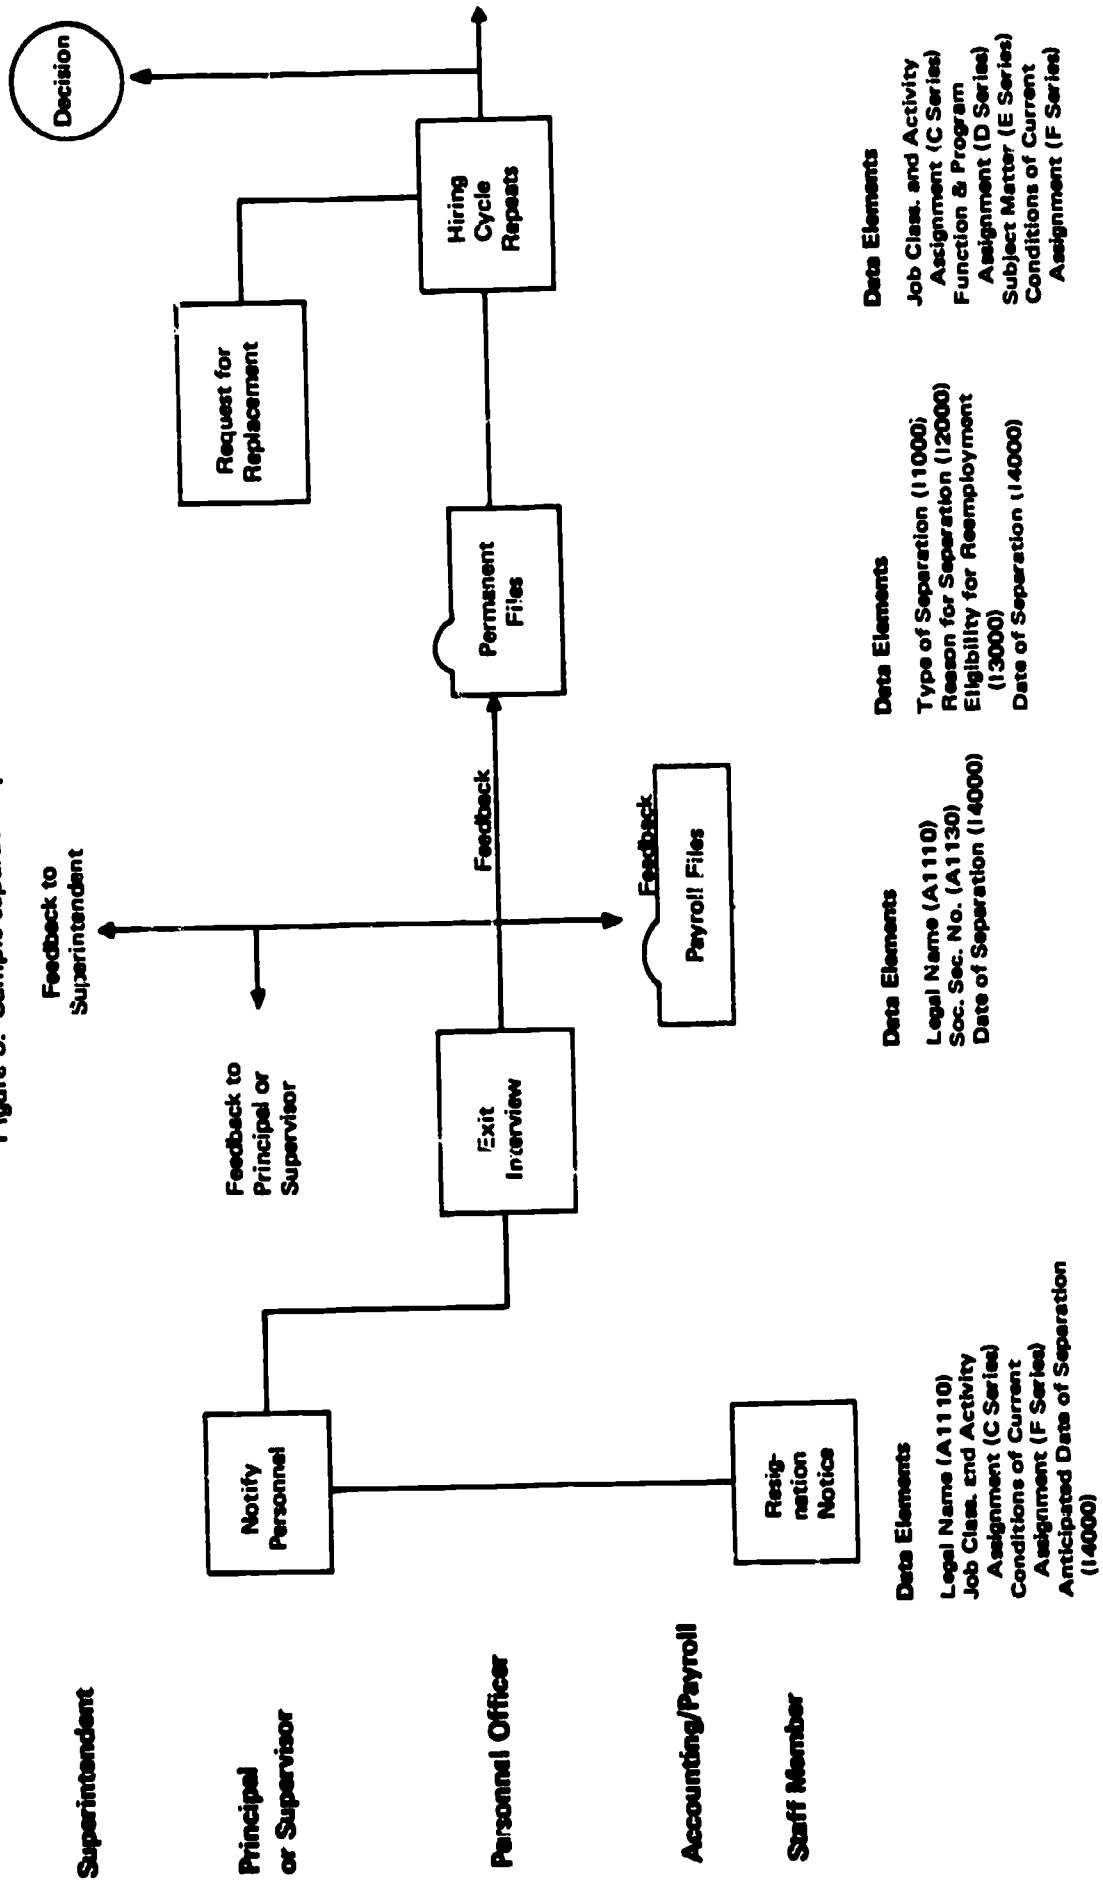 Figure 3. Sample separat
Superintendent
Principal
or Supervisor
Personnel Officer
Accounting/Payroll
Staff Member
Notify
Personnel
Resig-
nation
Notice
Exit
Interview
Feedback to
Superintendent
Feedback to
Principal or
Supervisor
Feedback
Feedback
Payroll Files
Permanent
Files
Request for
Replacement
Hiring
Cycle
Repeats
Decision
Data Elements
Legal Name (A1110)
Job Class. and Activity
Assignment (C Series)
Conditions of Current
Assignment (F Series)
Anticipated Date of Separation
(I4000)
Data Elements
Legal Name (A1110)
Soc. Sec. No. (A1130)
Date of Separation (I4000)
Data Elements
Type of Separation (I1000)
Reason for Separation (I2000)
Eligibility for Reemployment
(I3000)
Date of Separation (I4000)
Data Elements
Job Class. and Activity
Assignment (C Series)
Function & Program
Assignment (D Series)
Subject Matter (E Series)
Conditions of Current
Assignment (F Series)